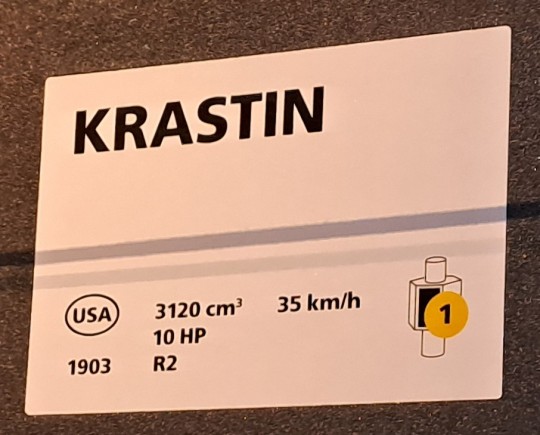 KRASTIN
USA 3120 cm³ 35 km/h
10 HP
1903 R2
1